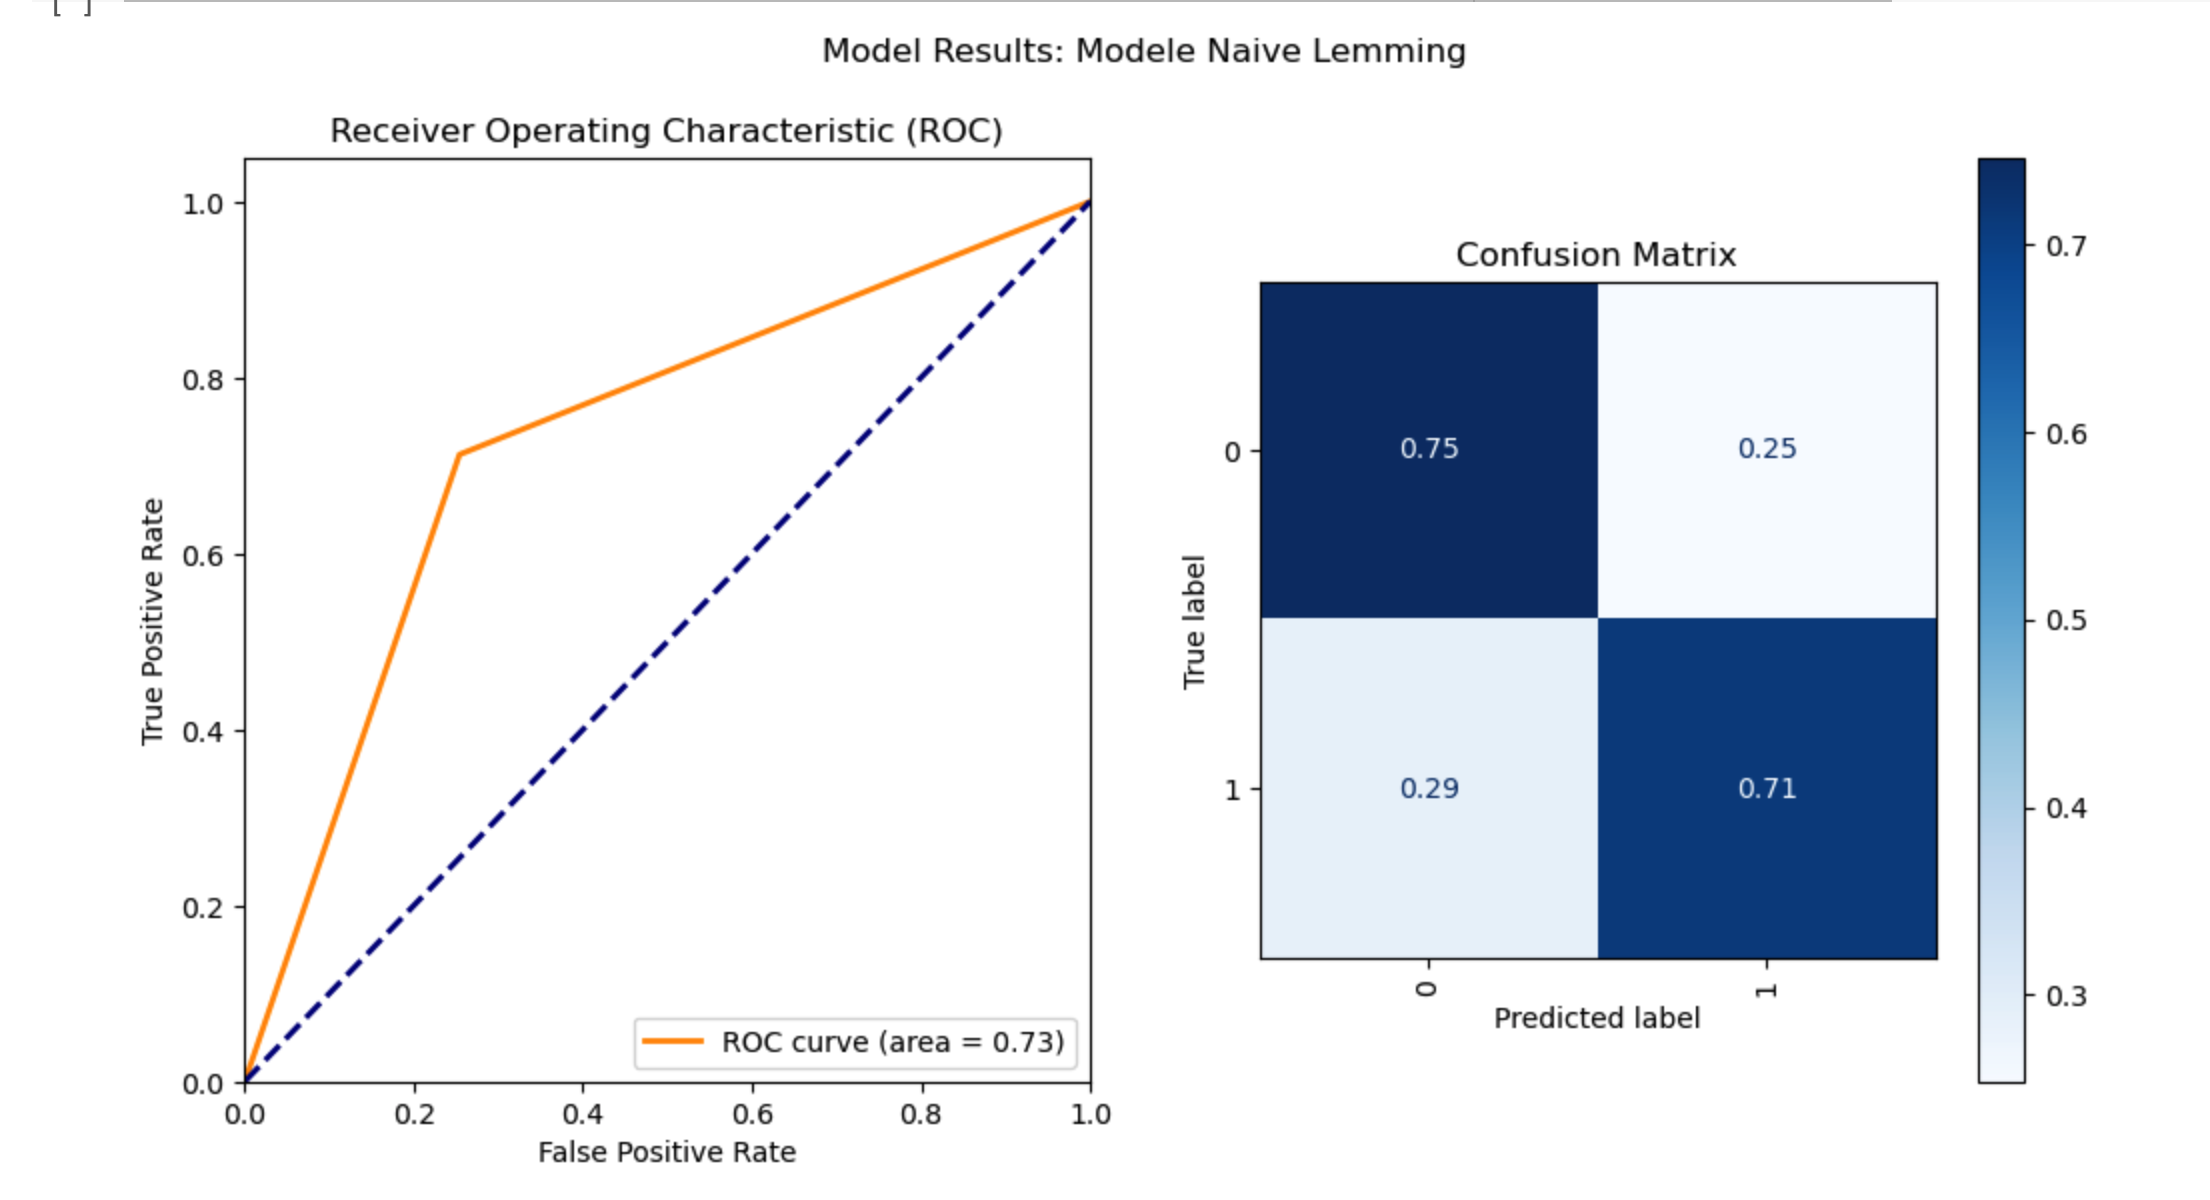 [ ]
Model Results: Modele Naive Lemming
Receiver Operating Characteristic (ROC)
True Positive Rate
1.0
0.8
0.6
0.4
0.2
0.0
0.0 0.2 0.4 0.6 0.8 1.0
False Positive Rate
ROC curve (area = 0.73)
Confusion Matrix
True label
0
1
0.75 0.25
0.29 0.71
0 1
Predicted label
0.7
0.6
0.5
0.4
0.3